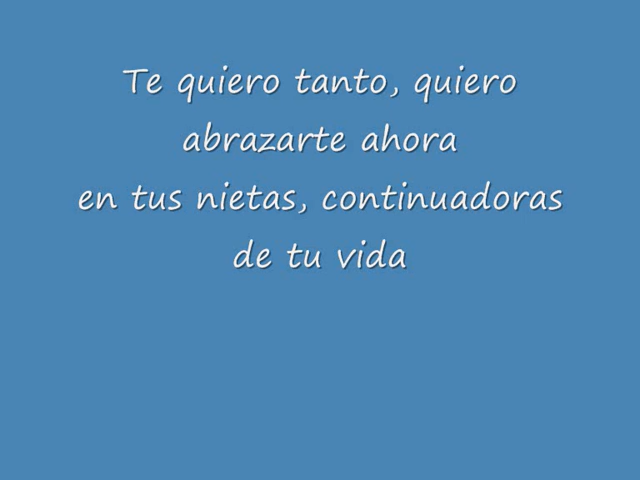 Te quiero tanto, quiero
abrazarte ahora
en tus nietas, continuadoras
de tu vida